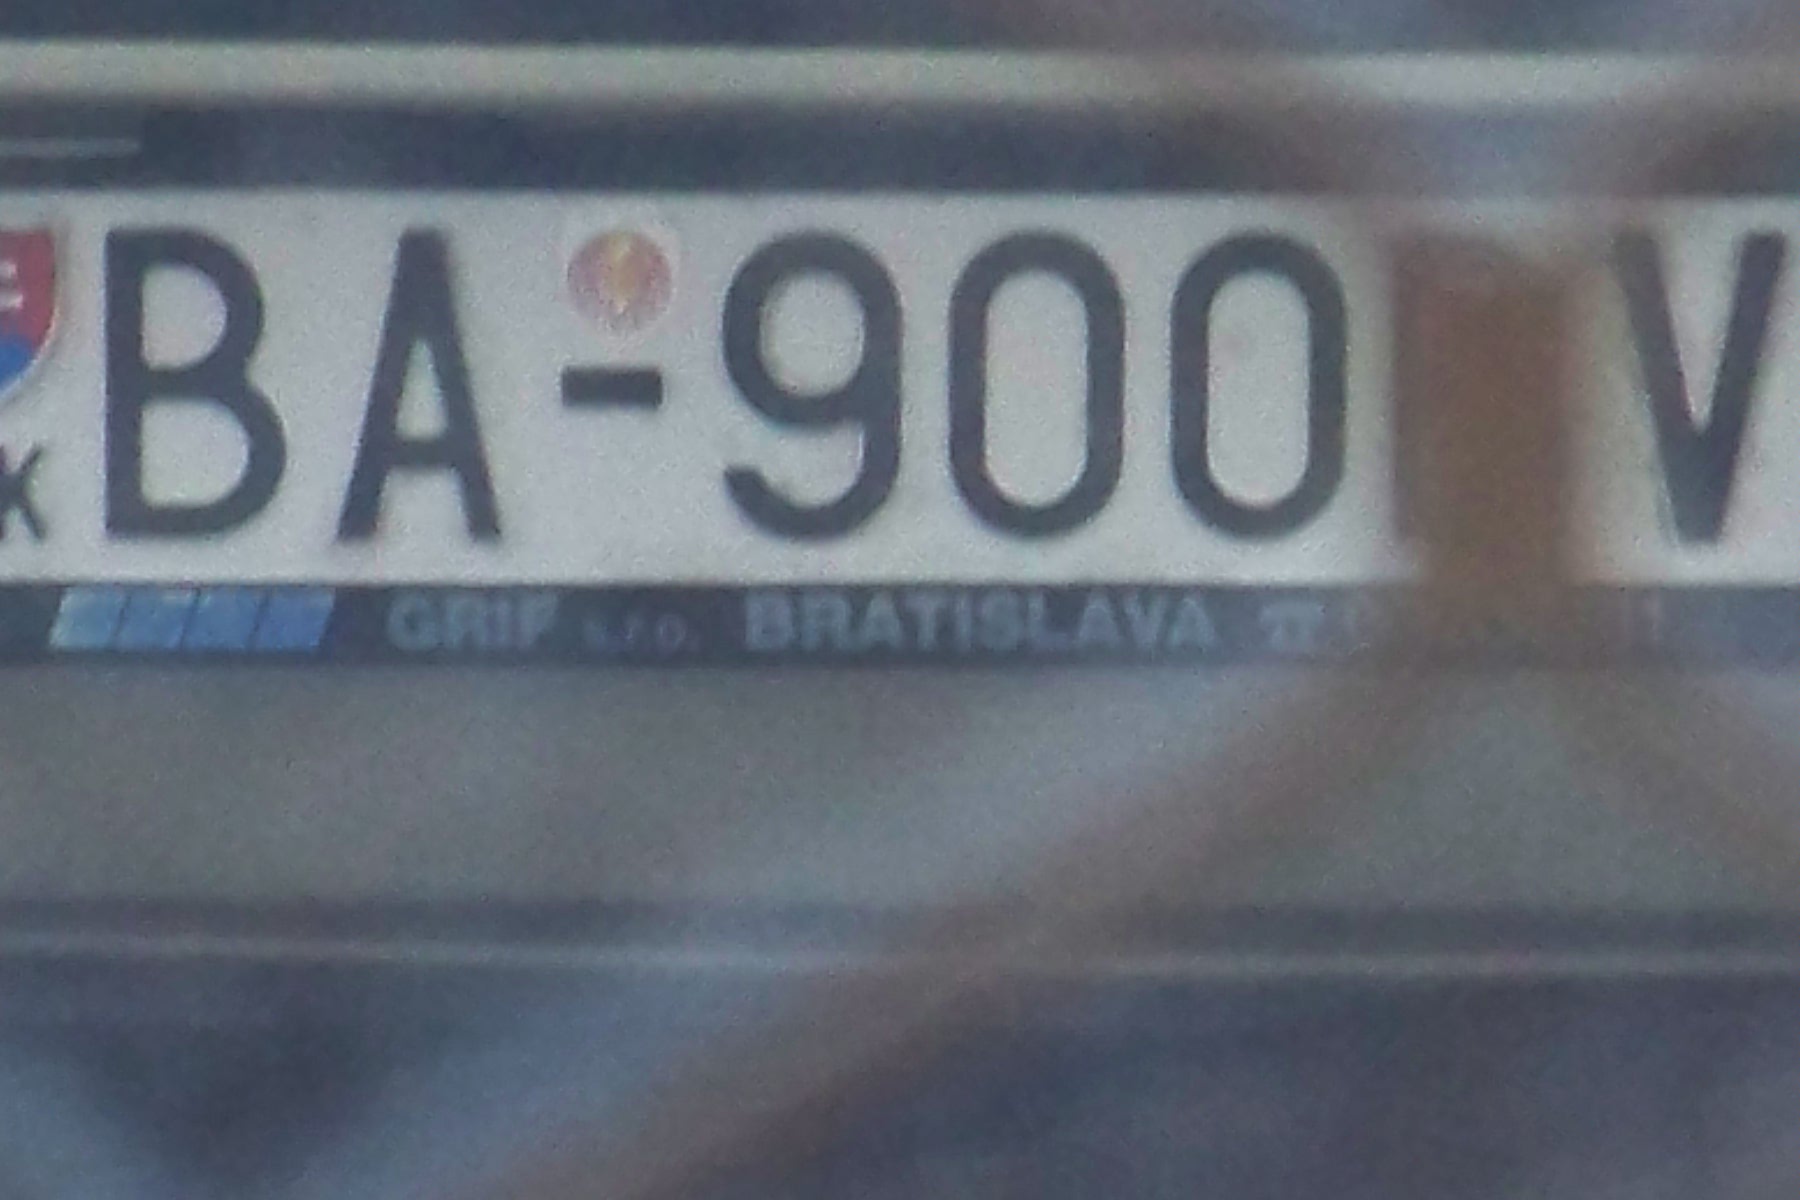 BA-900 V
GRIF s.r.o. BRATISLAVA